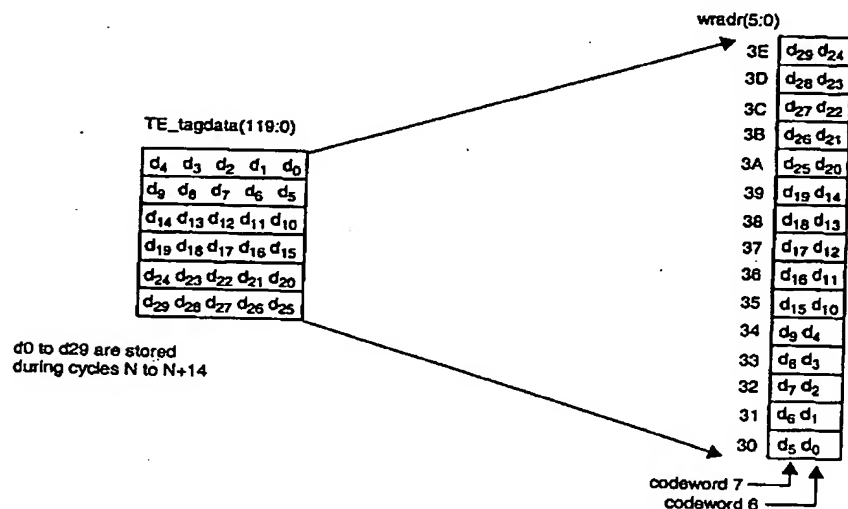 wradr(5:0)
TE_tagdata(119:0)
d4 d3 d2 d1 d0
d9 d8 d7 d6 d5
d14 d13 d12 d11 d10
d19 d18 d17 d16 d15
d24 d23 d22 d21 d20
d29 d28 d27 d26 d25
d0 to d29 are stored
during cycles N to N+14
3E d29 d24
3D d28 d23
3C d27 d22
3B d26 d21
3A d25 d20
39 d19 d14
38 d18 d13
37 d17 d12
36 d16 d11
35 d15 d10
34 d9 d4
33 d8 d3
32 d7 d2
31 d6 d1
30 d5 d0
codeword 7
codeword 6